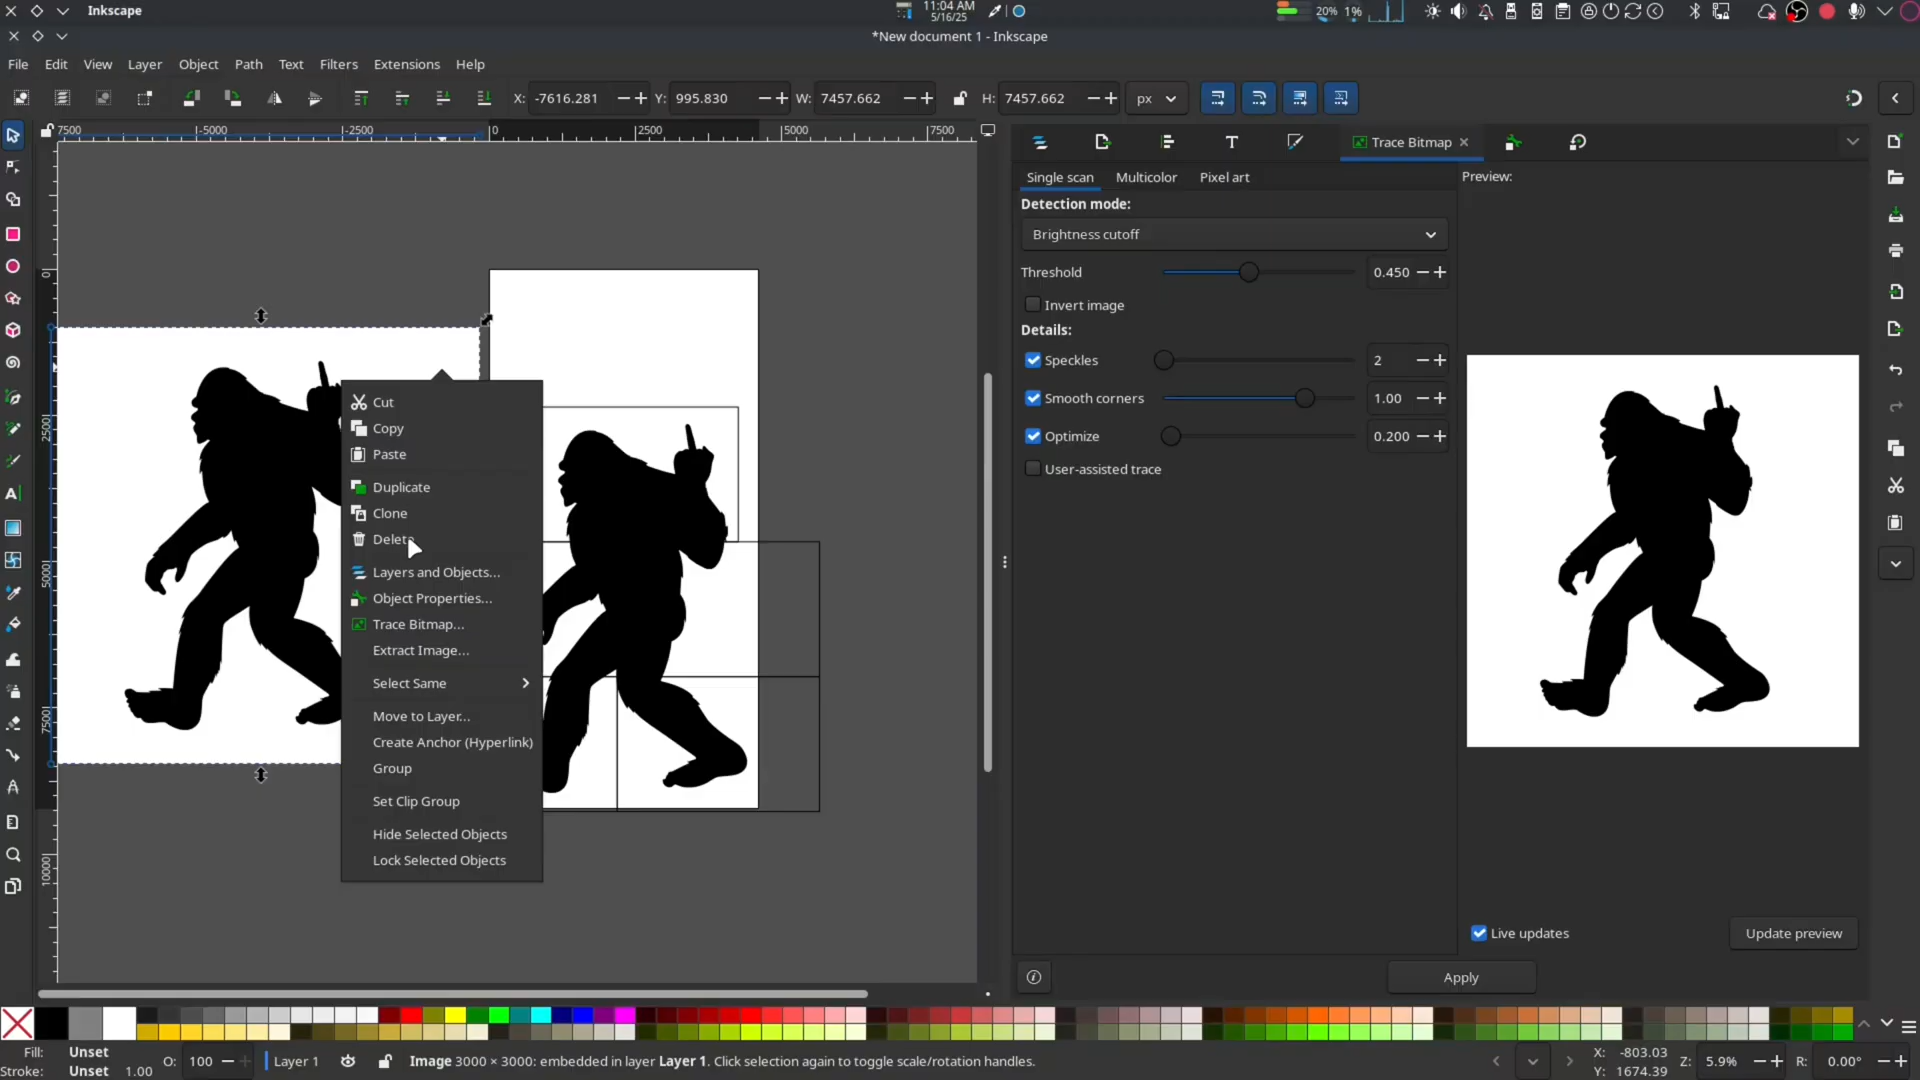 Inkscape
11:04 AM
5/16/25
20% 1%
*New document 1 - Inkscape
File Edit View Layer Object Path Text Filters Extensions Help
X: -7616.281 Y: 995.830 W: 7457.662 H: 7457.662 px
7500 -5000 -2500 0 2500 5000 7500
Trace Bitmap
Single scan Multicolor Pixel art
Preview:
Detection mode:
Brightness cutoff
Threshold 0.450
Invert image
Details:
Speckles 2
Smooth corners 1.00
Optimize 0.200
User-assisted trace
0
2500
5000
7500
10000
Cut
Copy
Paste
Duplicate
Clone
Delete
Layers and Objects...
Object Properties...
Trace Bitmap...
Extract Image...
Select Same
Move to Layer...
Create Anchor (Hyperlink)
Group
Set Clip Group
Hide Selected Objects
Lock Selected Objects
Live updates Update preview
Apply
Fill: Unset
Stroke: Unset 1.00
O: 100
Layer 1
Image 3000 × 3000: embedded in layer Layer 1. Click selection again to toggle scale/rotation handles.
X: -803.03
Y: 1674.39
Z: 5.9%
R: 0.00°